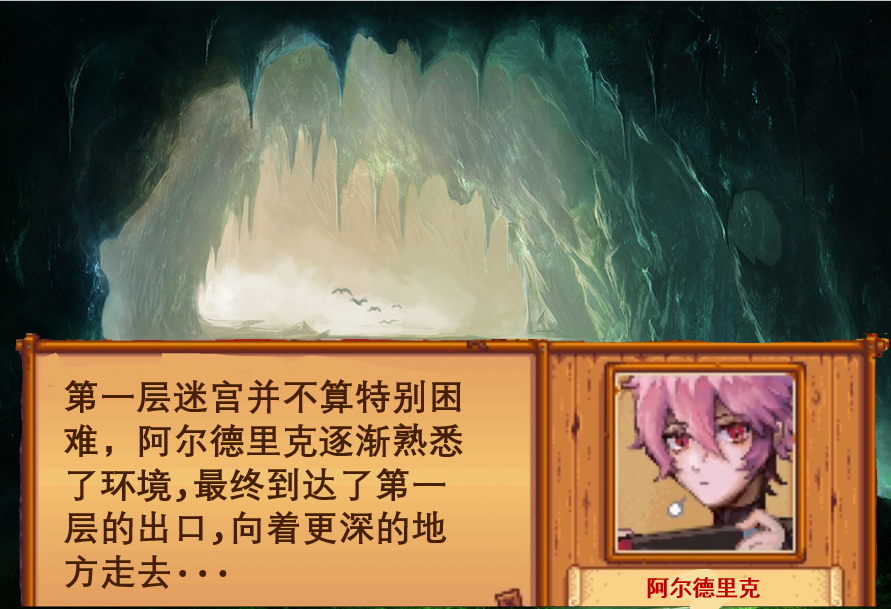 第一层迷宫并不算特别困
难，阿尔德里克逐渐熟悉
了环境,最终到达了第一
层的出口,向着更深的地
方走去···
阿尔德里克